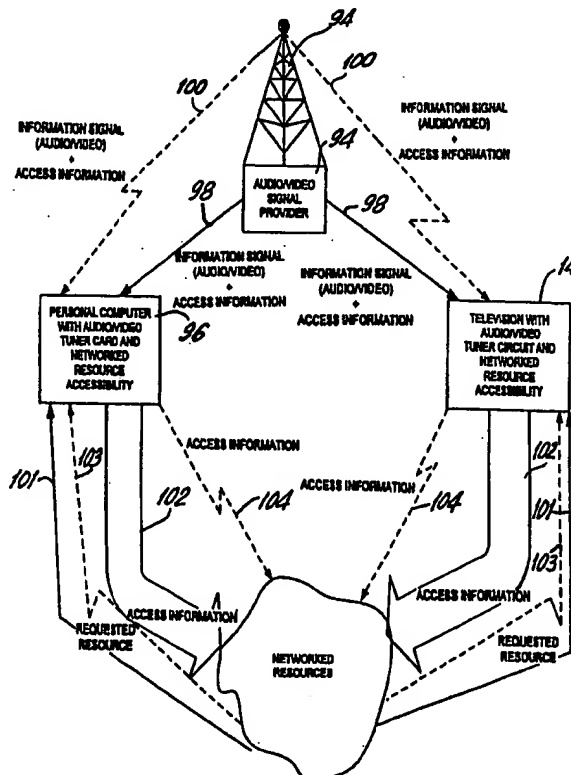 94
100
100
INFORMATION SIGNAL
(AUDIO/VIDEO)
+
ACCESS INFORMATION
INFORMATION SIGNAL
(AUDIO/VIDEO)
+
ACCESS INFORMATION
94
AUDIO/VIDEO
SIGNAL
PROVIDER
98
98
INFORMATION SIGNAL
(AUDIO/VIDEO)
+
ACCESS INFORMATION
INFORMATION SIGNAL
(AUDIO/VIDEO)
+
ACCESS INFORMATION
14
PERSONAL COMPUTER
WITH AUDIO/VIDEO
TUNER CARD AND
NETWORKED
RESOURCE
ACCESSIBILITY
96
TELEVISION WITH
AUDIO/VIDEO
TUNER CIRCUIT AND
NETWORKED
RESOURCE
ACCESSIBILITY
101
103
102
ACCESS INFORMATION
104
ACCESS INFORMATION
104
102
101
103
ACCESS INFORMATION
REQUESTED
RESOURCE
NETWORKED
RESOURCES
ACCESS INFORMATION
REQUESTED
RESOURCE